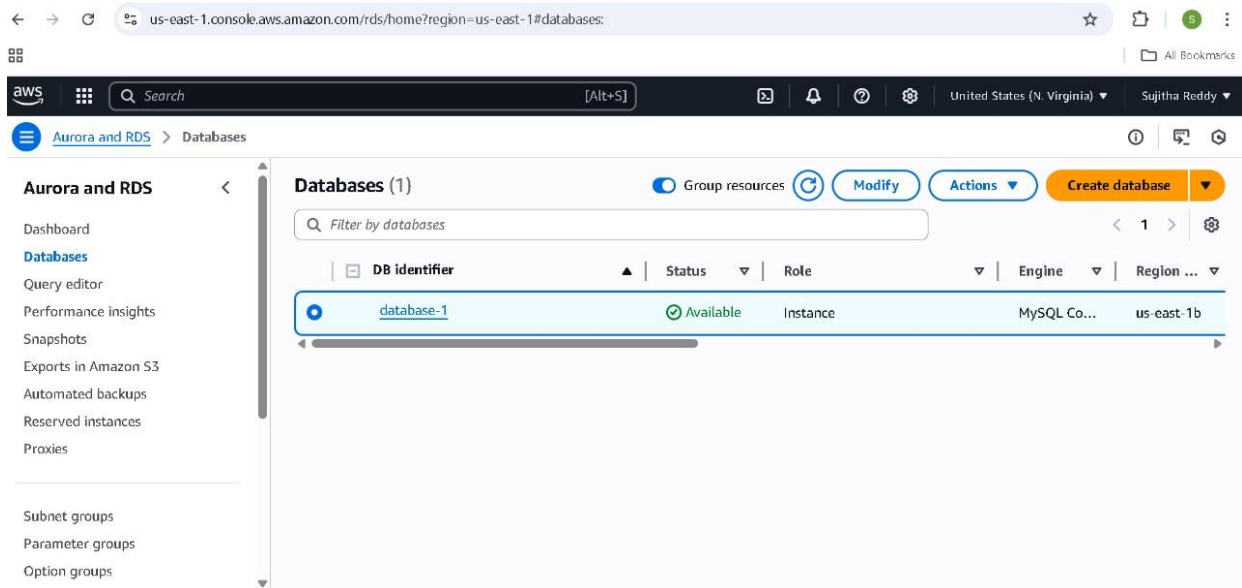 us-east-1.console.aws.amazon.com/rds/home?region=us-east-1#databases:
S
All Bookmarks
aws
Search
[Alt+S]
United States (N. Virginia)
Sujitha Reddy
Aurora and RDS > Databases
Aurora and RDS
Dashboard
Databases
Query editor
Performance insights
Snapshots
Exports in Amazon S3
Automated backups
Reserved instances
Proxies
Subnet groups
Parameter groups
Option groups
Databases (1)
Group resources
Modify
Actions
Create database
Filter by databases
1
DB identifier
Status
Role
Engine
Region ...
database-1
Available
Instance
MySQL Co...
us-east-1b